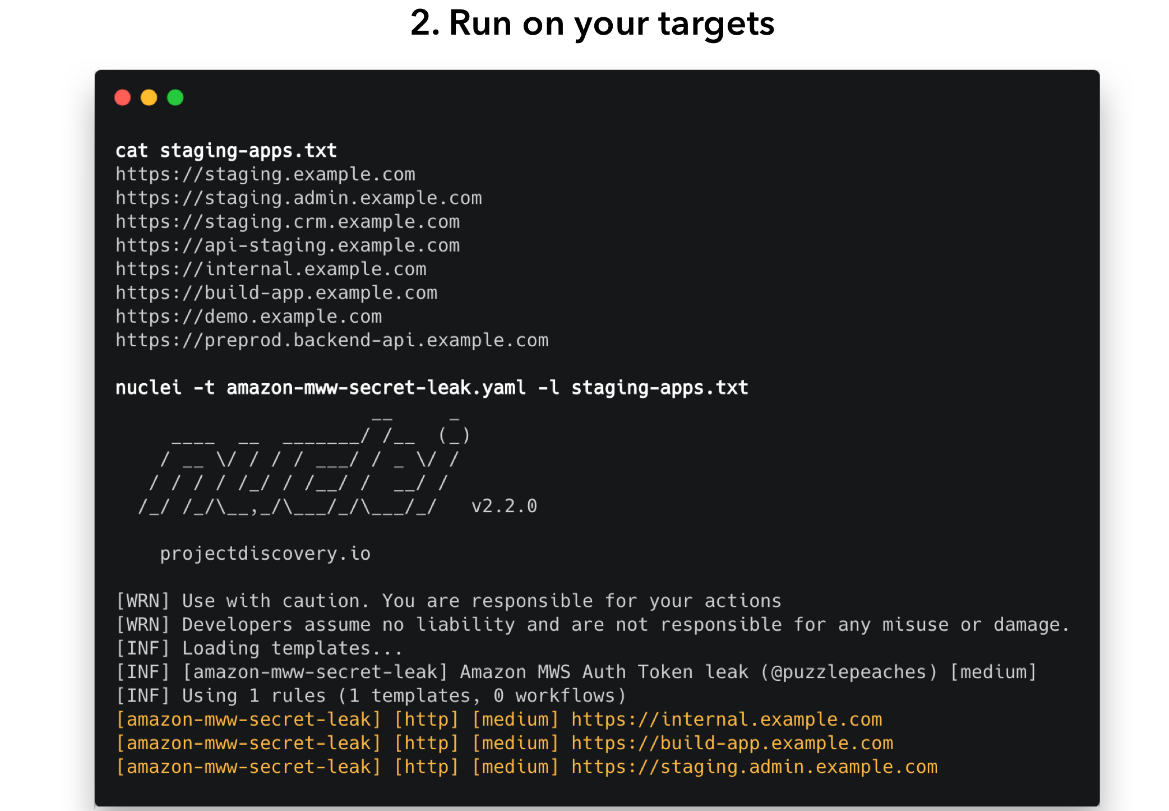 2. Run on your targets
cat staging-apps.txt
https://staging.example.com
https://staging.admin.example.com
https://staging.crm.example.com
https://api-staging.example.com
https://internal.example.com
https://build-app.example.com
https://demo.example.com
https://preprod.backend-api.example.com
nuclei -t amazon-mww-secret-leak.yaml -l staging-apps.txt
                       __     _
     ____  __  _______/ /__  (_)
    / __ \/ / / / ___/ / _ \/ /
   / / / / /_/ / /__/ /  __/ /
  /_/ /_/\__,_/\___/_/\___/_/   v2.2.0
projectdiscovery.io
[WRN] Use with caution. You are responsible for your actions
[WRN] Developers assume no liability and are not responsible for any misuse or damage.
[INF] Loading templates...
[INF] [amazon-mww-secret-leak] Amazon MWS Auth Token leak (@puzzlepeaches) [medium]
[INF] Using 1 rules (1 templates, 0 workflows)
[amazon-mww-secret-leak] [http] [medium] https://internal.example.com
[amazon-mww-secret-leak] [http] [medium] https://build-app.example.com
[amazon-mww-secret-leak] [http] [medium] https://staging.admin.example.com